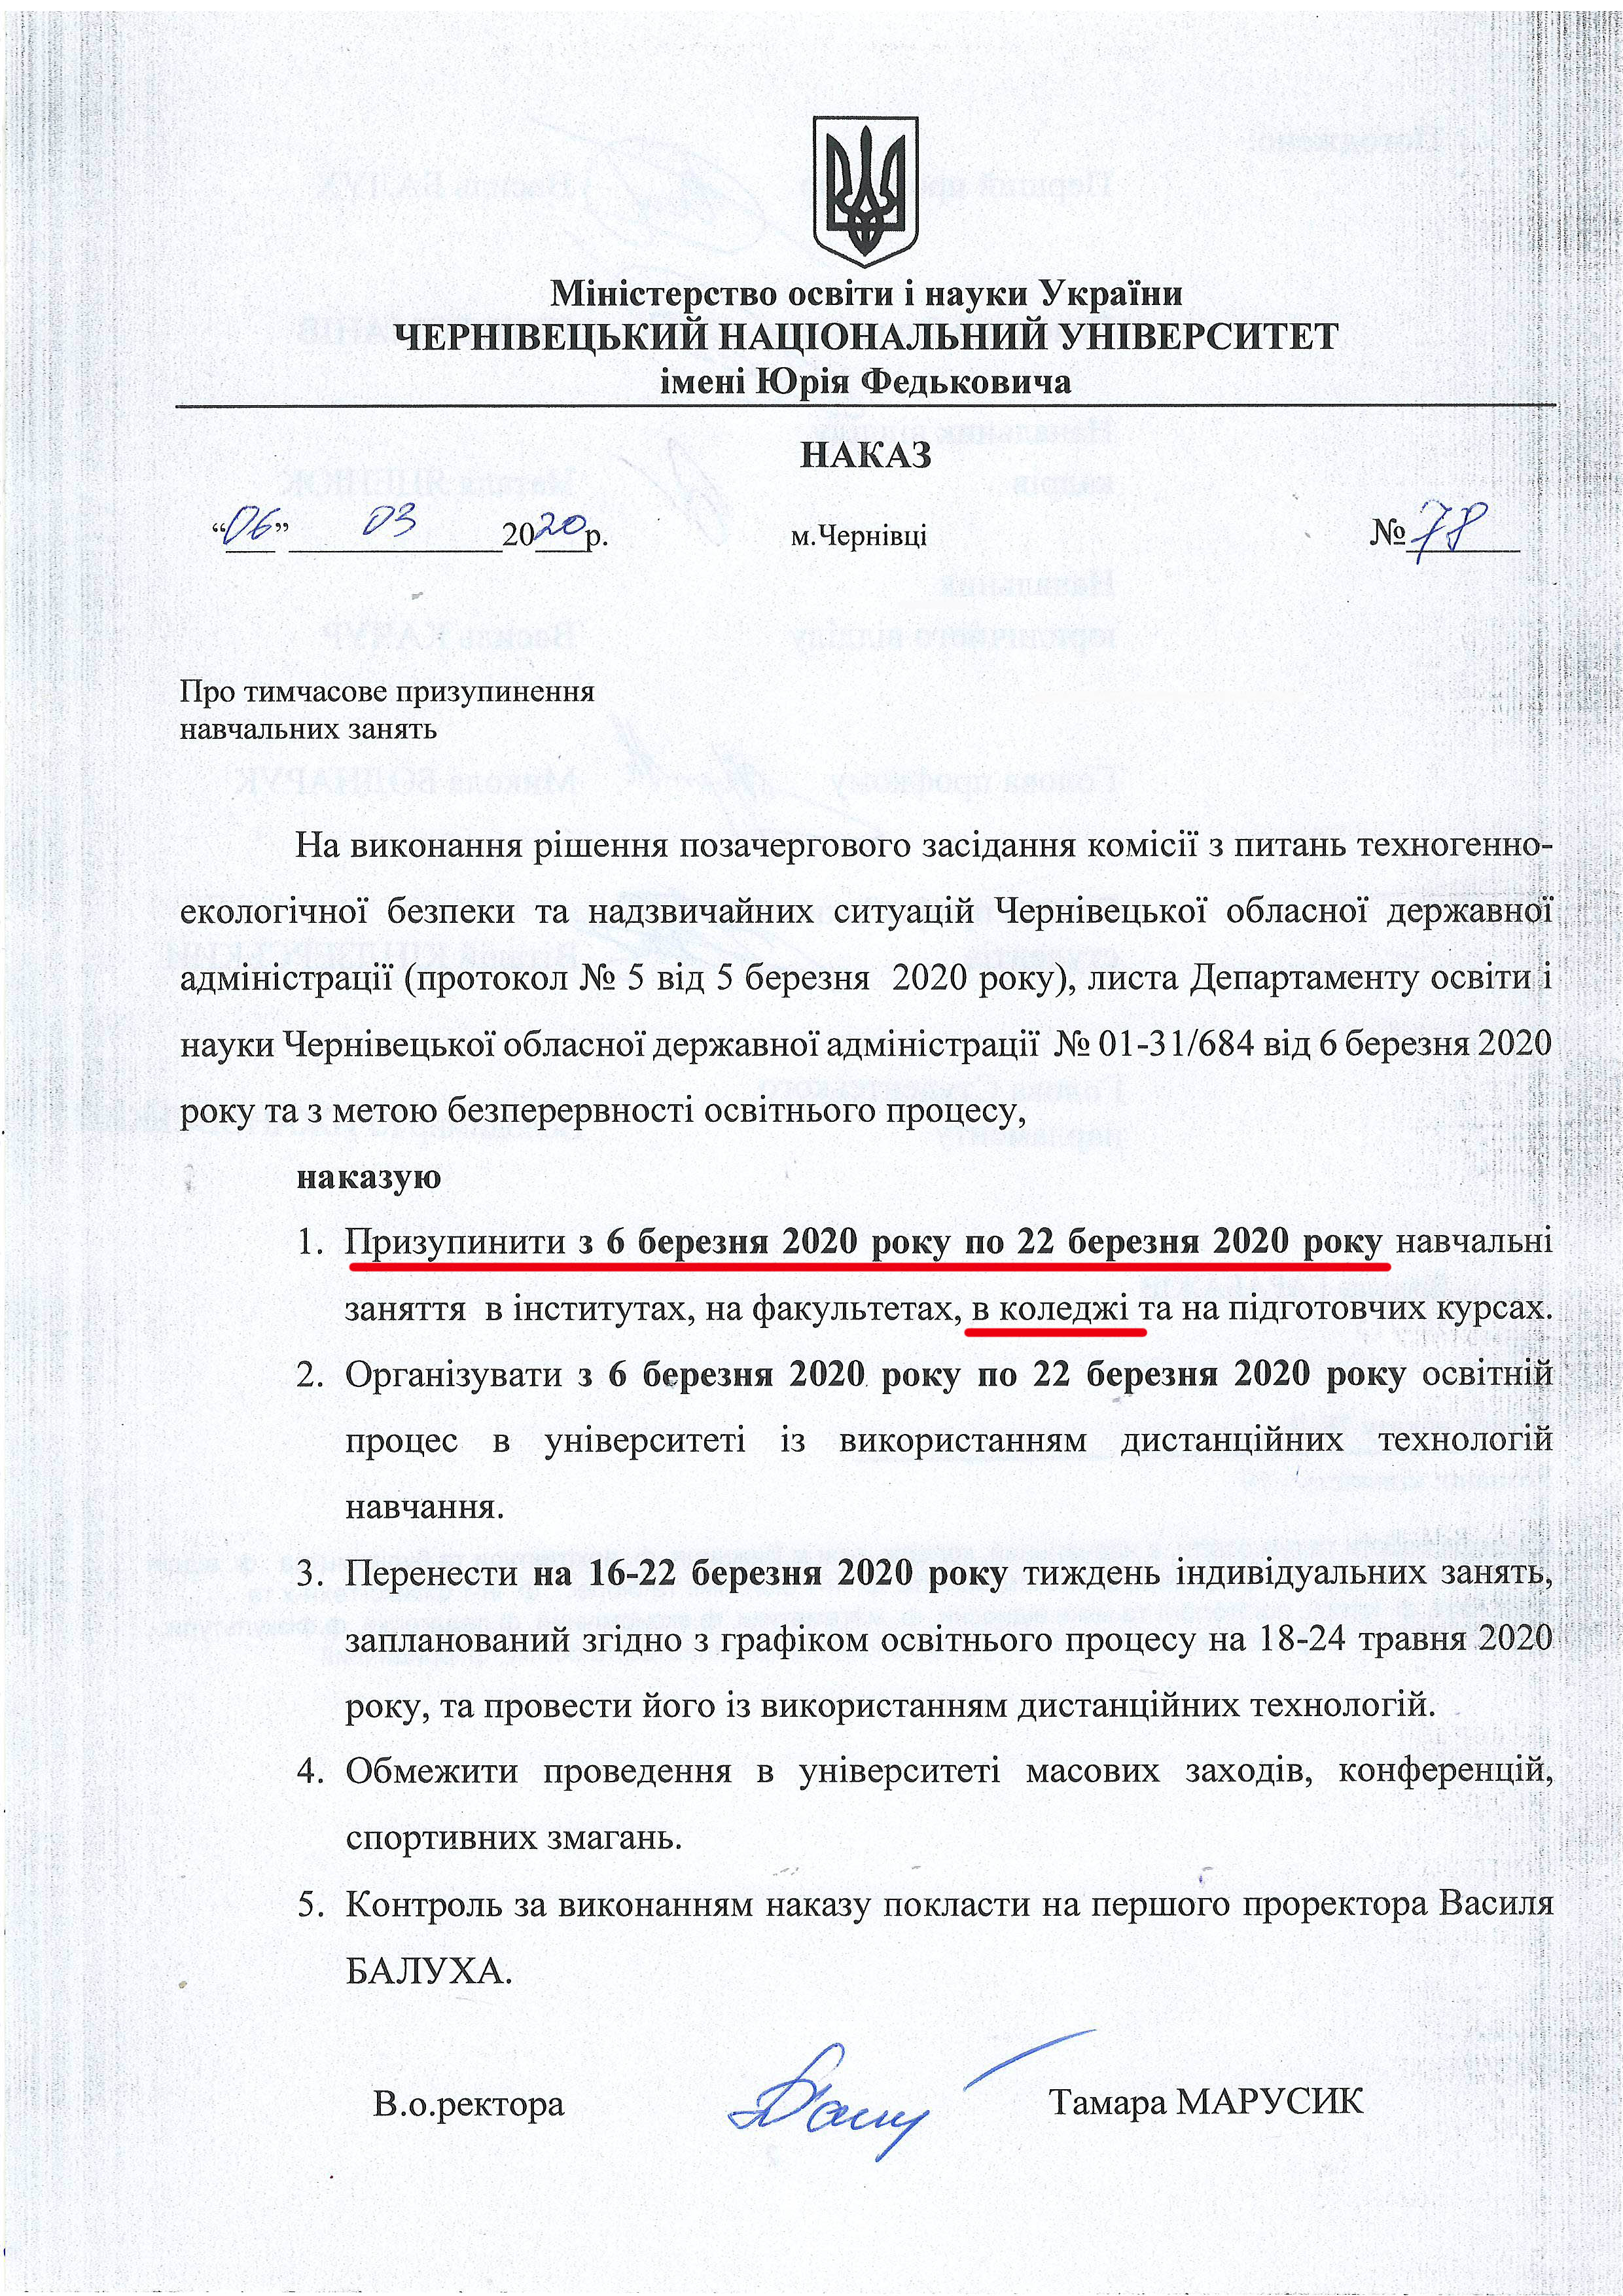 Міністерство освіти і науки України
ЧЕРНІВЕЦЬКИЙ НАЦІОНАЛЬНИЙ УНІВЕРСИТЕТ
імені Юрія Федьковича
НАКАЗ
“06” 03 2020р. м.Чернівці № 78
Про тимчасове призупинення
навчальних занять
На виконання рішення позачергового засідання комісії з питань техногенно-
екологічної безпеки та надзвичайних ситуацій Чернівецької обласної державної
адміністрації (протокол № 5 від 5 березня 2020 року), листа Департаменту освіти і
науки Чернівецької обласної державної адміністрації № 01-31/684 від 6 березня 2020
року та з метою безперервності освітнього процесу,
наказую
1. Призупинити з 6 березня 2020 року по 22 березня 2020 року навчальні
заняття в інститутах, на факультетах, в коледжі та на підготовчих курсах.
2. Організувати з 6 березня 2020 року по 22 березня 2020 року освітній
процес в університеті із використанням дистанційних технологій
навчання.
3. Перенести на 16-22 березня 2020 року тиждень індивідуальних занять,
запланований згідно з графіком освітнього процесу на 18-24 травня 2020
року, та провести його із використанням дистанційних технологій.
4. Обмежити проведення в університеті масових заходів, конференцій,
спортивних змагань.
5. Контроль за виконанням наказу покласти на першого проректора Василя
БАЛУХА.
В.о.ректора Тамара МАРУСИК